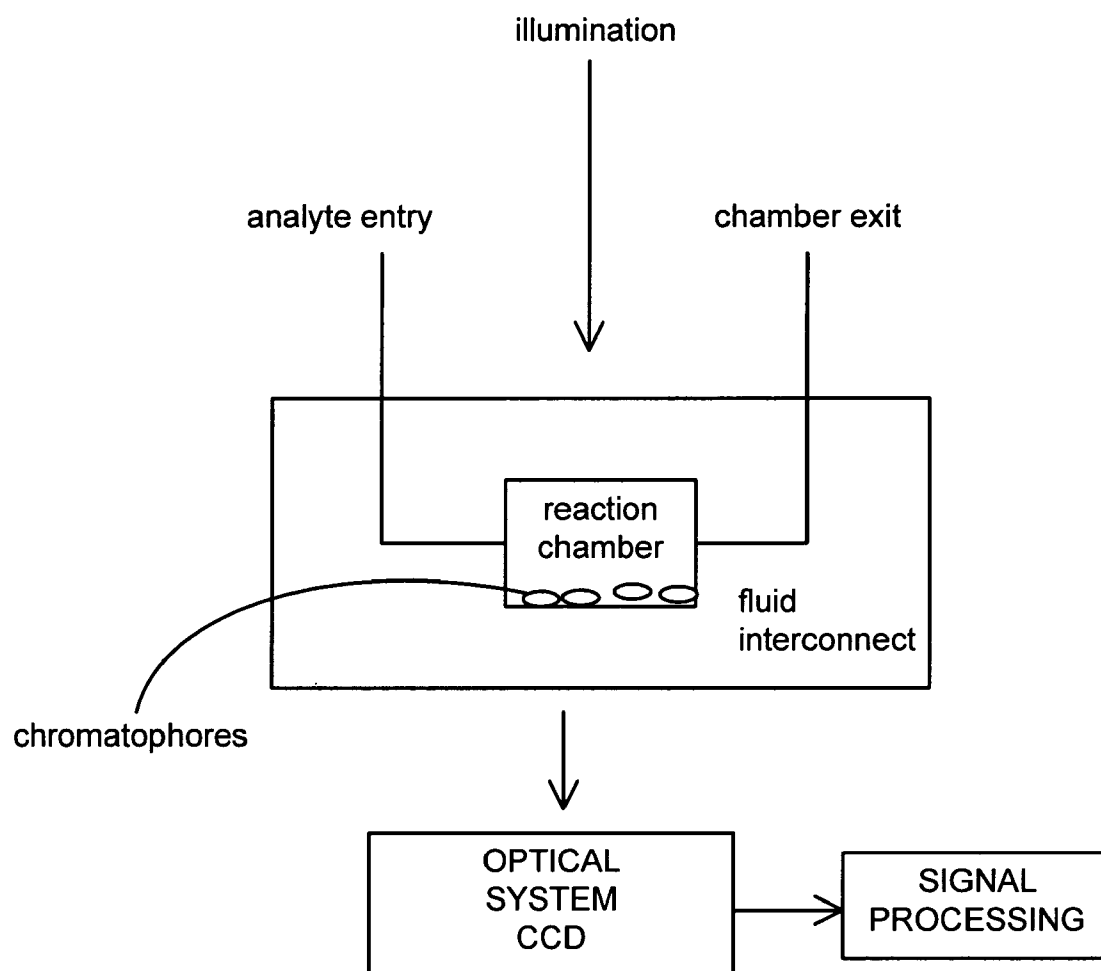 illumination
analyte entry
chamber exit
reaction
chamber
fluid
interconnect
chromatophores
OPTICAL
SYSTEM
CCD
SIGNAL
PROCESSING